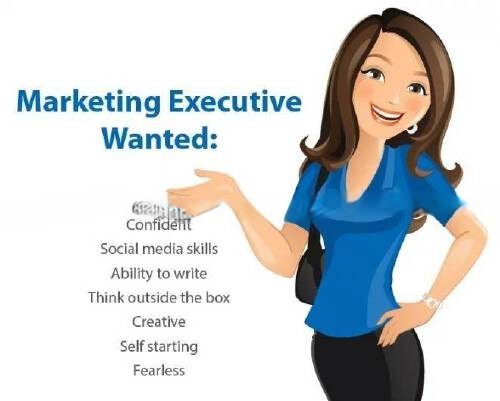 Marketing Executive
Wanted:
Confident
Social media skills
Ability to write
Think outside the box
Creative
Self starting
Fearless